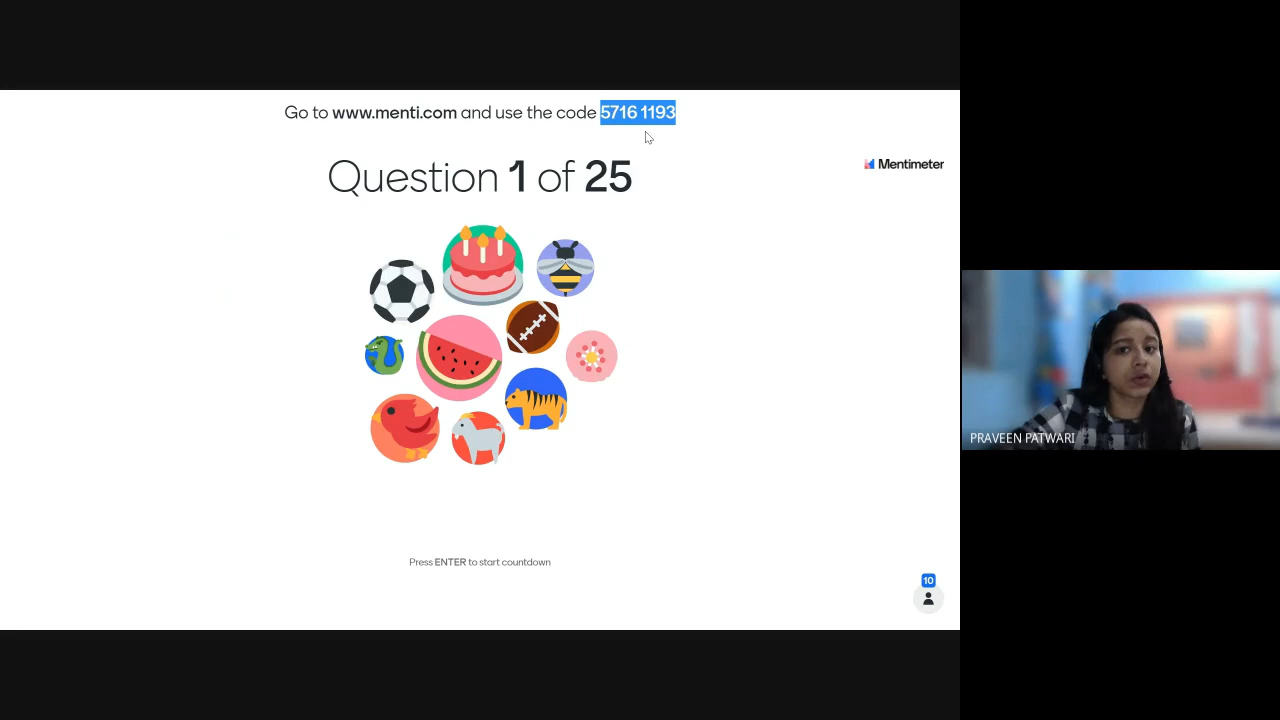 Go to www.menti.com and use the code 5716 1193
Mentimeter
Question 1 of 25
PRAVEEN PATWARI
Press ENTER to start countdown
10